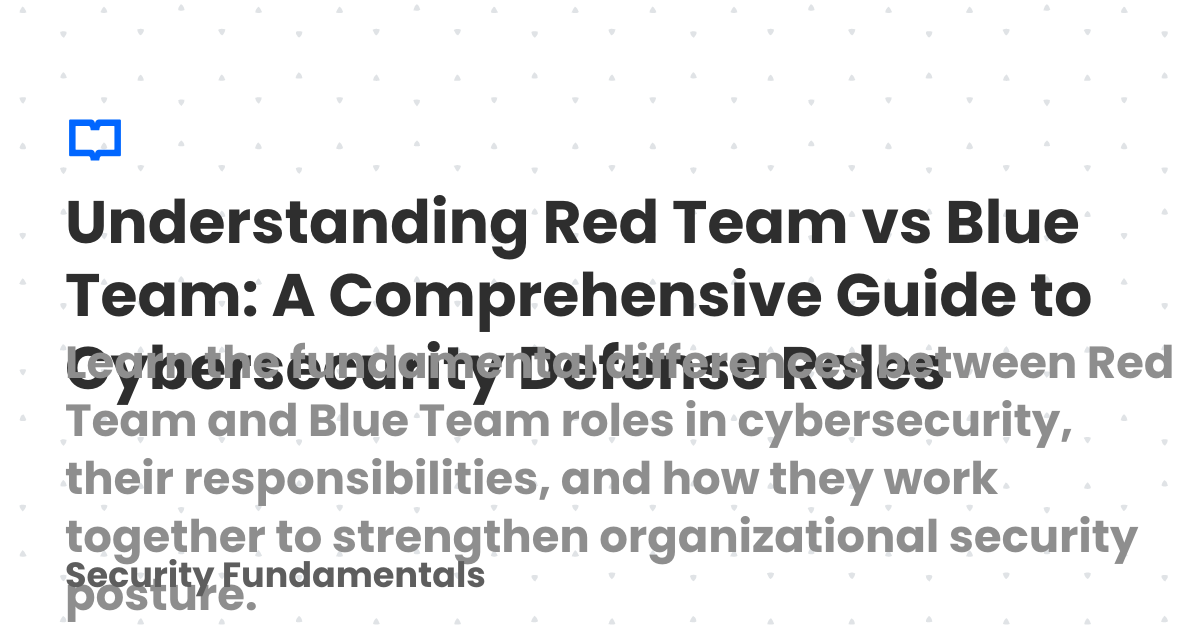 Understanding Red Team vs Blue
Team: A Comprehensive Guide to
Cybersecurity Defense Roles
Learn the fundamental differences between Red
Team and Blue Team roles in cybersecurity,
their responsibilities, and how they work
together to strengthen organizational security
posture.
Security Fundamentals